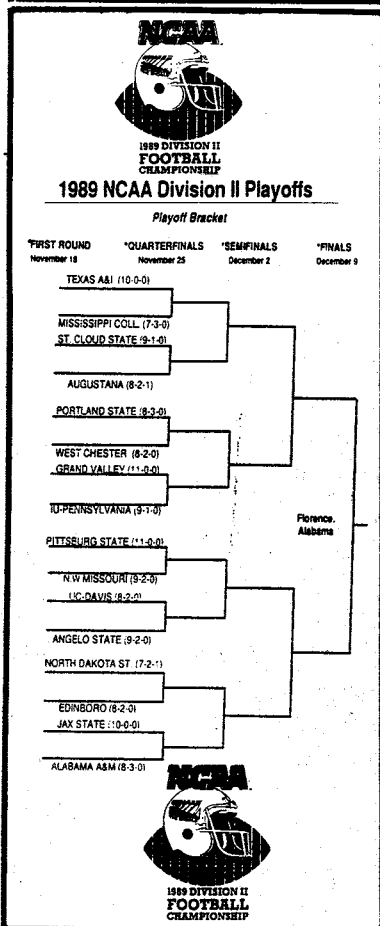 NCAA
1989 DIVISION II
FOOTBALL
CHAMPIONSHIP
1989 NCAA Division II Playoffs
Playoff Bracket
*FIRST ROUND *QUARTERFINALS *SEMIFINALS *FINALS
November 18 November 25 December 2 December 9
TEXAS A&I (10-0-0)
MISSISSIPPI COLL. (7-3-0)
ST. CLOUD STATE (9-1-0)
AUGUSTANA (8-2-1)
PORTLAND STATE (8-3-0)
WEST CHESTER (8-2-0)
GRAND VALLEY (11-0-0)
IU-PENNSYLVANIA (9-1-0)
Florence,
Alabama
PITTSBURG STATE (11-0-0)
N.W MISSOURI (9-2-0)
UC-DAVIS (8-2-0)
ANGELO STATE (9-2-0)
NORTH DAKOTA ST. (7-2-1)
EDINBORO (8-2-0)
JAX STATE (10-0-0)
ALABAMA A&M (8-3-0)
NCAA
1989 DIVISION II
FOOTBALL
CHAMPIONSHIP